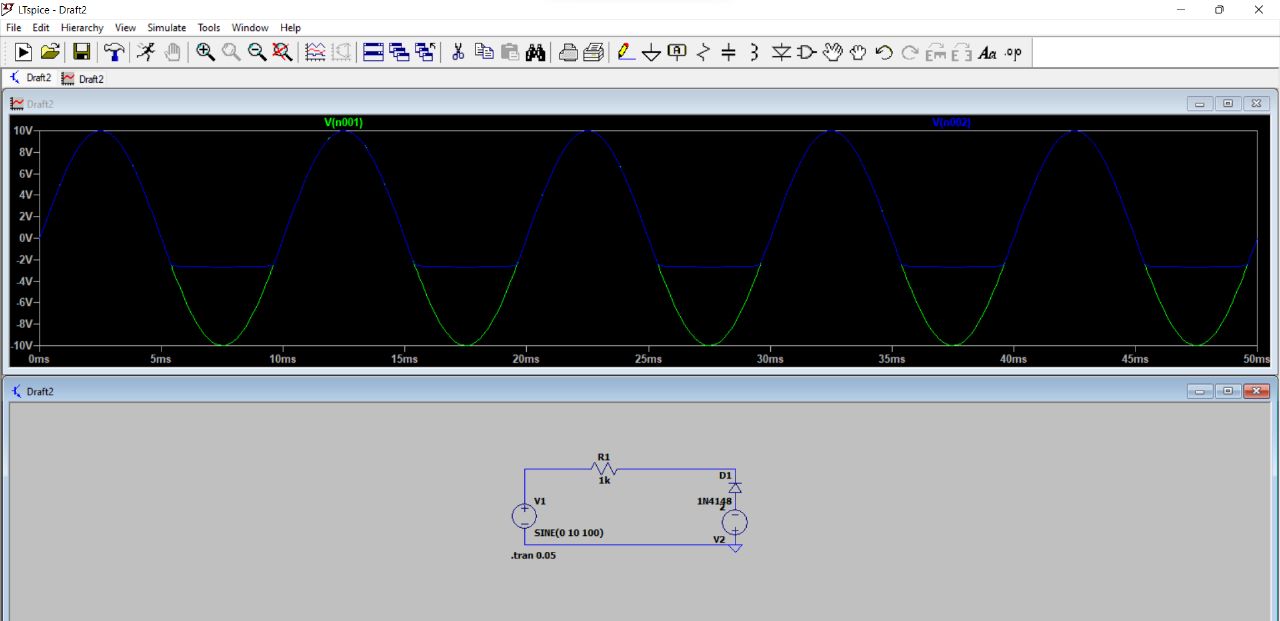 LTspice - Draft2
File Edit Hierarchy View Simulate Tools Window Help
Aa .op
Draft2 Draft2
Draft2
V(n001) V(n002)
10V
8V
6V
4V
2V
0V
-2V
-4V
-6V
-8V
-10V
0ms 5ms 10ms 15ms 20ms 25ms 30ms 35ms 40ms 45ms 50ms
Draft2
R1
1k
D1
1N4148
V1
2
SINE(0 10 100)
V2
.tran 0.05